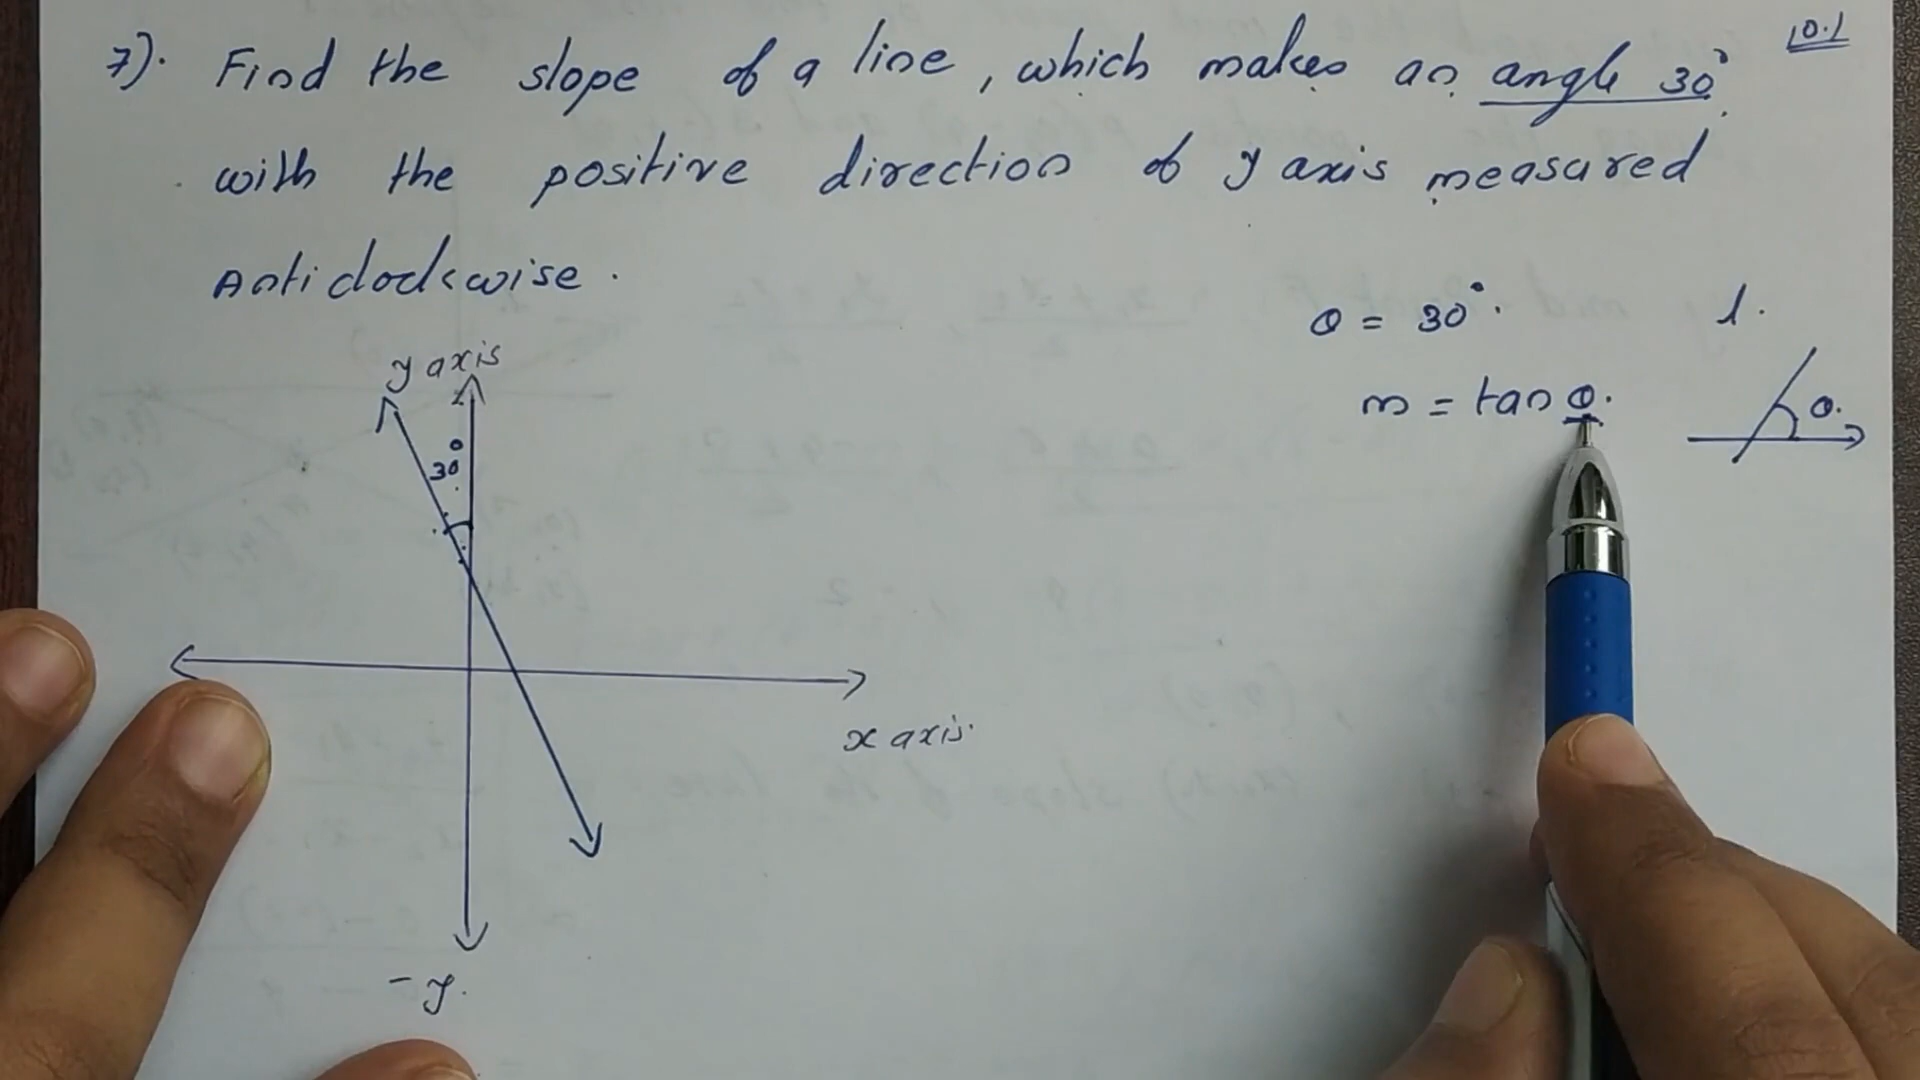 10.1
7). Find the slope of a line, which makes an angle 30°
with the positive direction of y axis measured
Anticlockwise.
θ = 30°.
l.
m = tan θ.
θ.
y axis
30°
x axis.
-y.